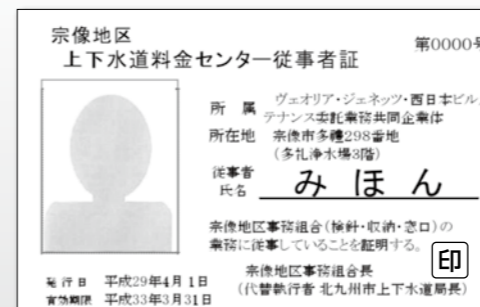 宗像地区
上下水道料金センター従事者証
第0000号
所 属 ヴェオリア・ジェネッツ・西日本ビル
テナンス委託業務共同企業体
所在地 宗像市多禮298番地
(多礼浄水場3階)
従事者
氏名 みほん
宗像地区事務組合(検針・収納・窓口)の
業務に従事していることを証明する。
宗像地区事務組合長 印
(代替執行者 北九州市上下水道局長)
発行日 平成29年4月1日
有効期限 平成33年3月31日